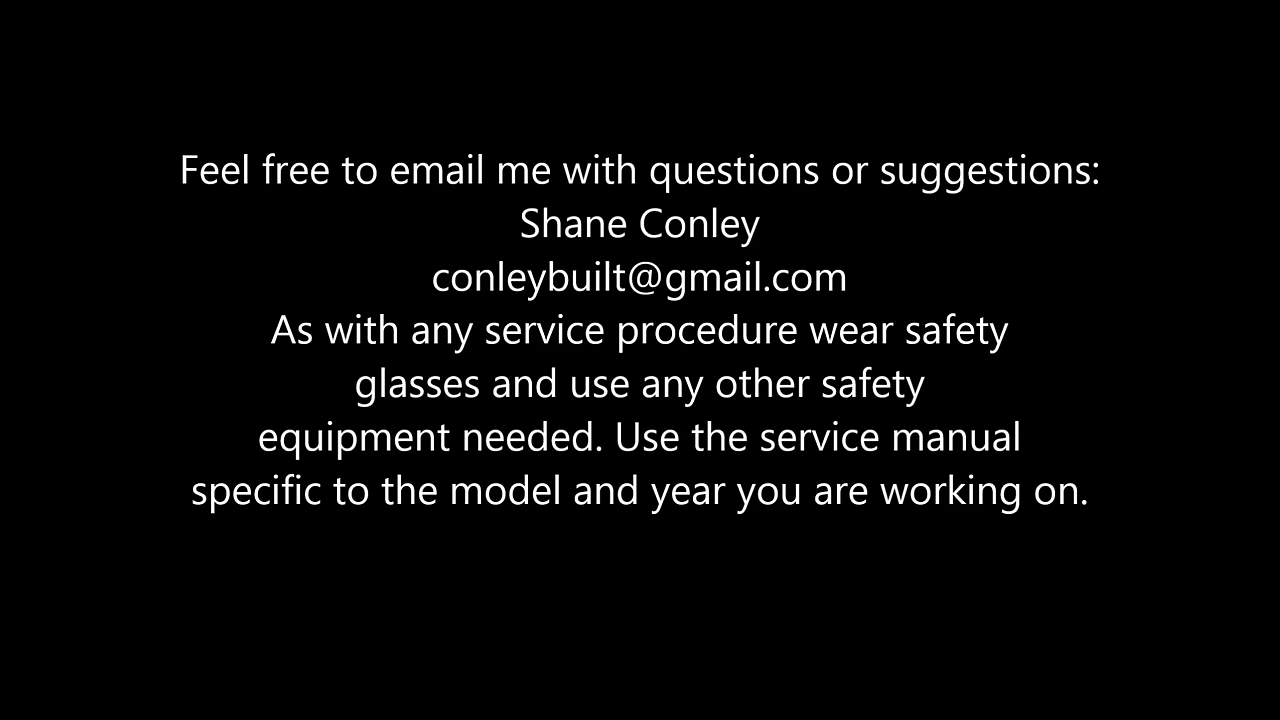 Feel free to email me with questions or suggestions:
Shane Conley
conleybuilt@gmail.com
As with any service procedure wear safety
glasses and use any other safety
equipment needed. Use the service manual
specific to the model and year you are working on.